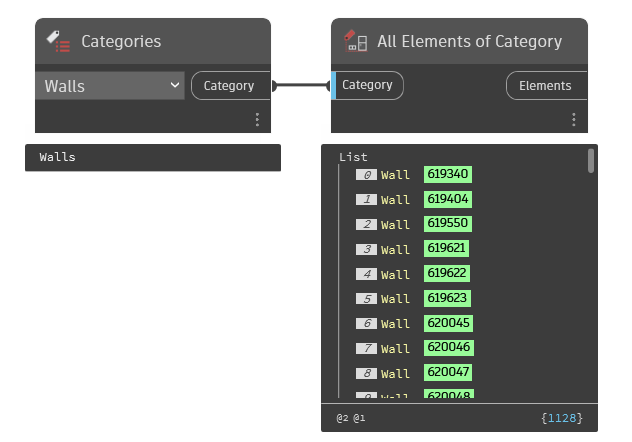 Categories
Walls
Category
Walls
All Elements of Category
Category
Elements
List
0 Wall 619340
1 Wall 619404
2 Wall 619550
3 Wall 619621
4 Wall 619622
5 Wall 619623
6 Wall 620045
7 Wall 620046
8 Wall 620047
9 Wall 620048
@2 @1 {1128}